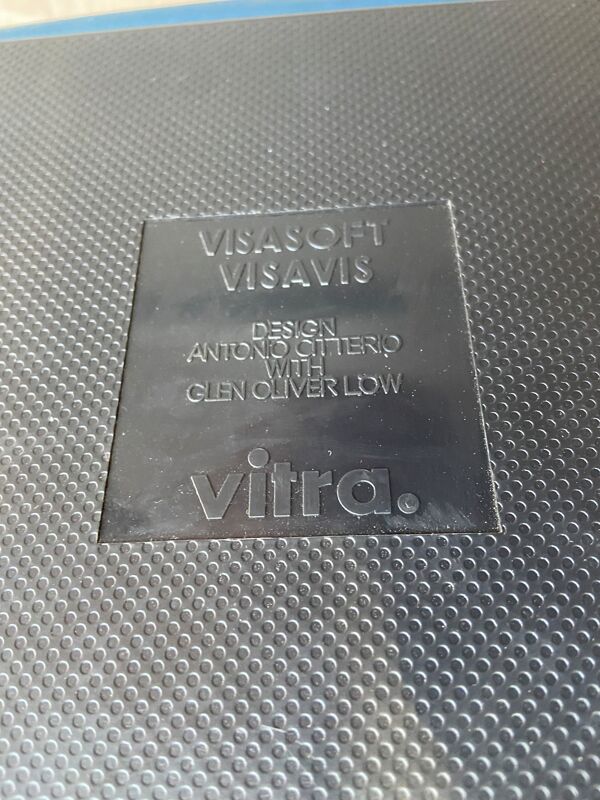 VISASOFT
VISAVIS
DESIGN
ANTONIO CITTERIO
WITH
GLEN OLIVER LOW
vitra.